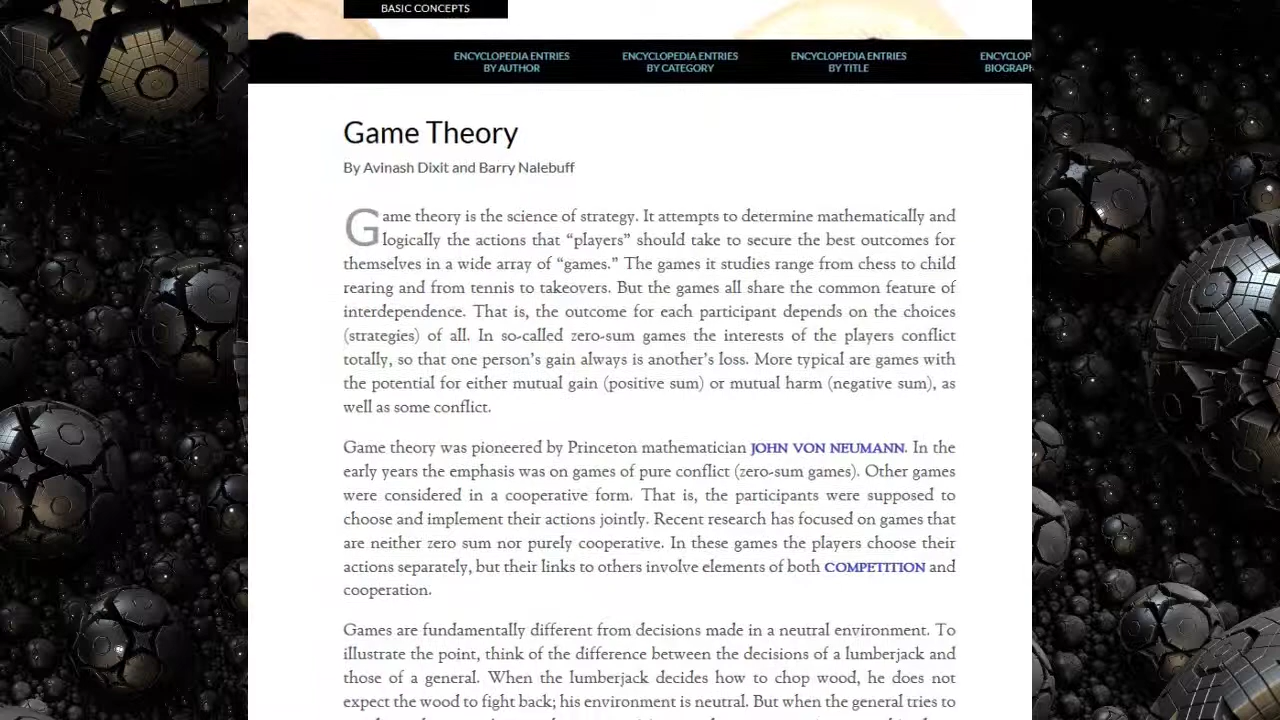 BASIC CONCEPTS
ENCYCLOPEDIA ENTRIES
BY AUTHOR
ENCYCLOPEDIA ENTRIES
BY CATEGORY
ENCYCLOPEDIA ENTRIES
BY TITLE
ENCYCLOP
BIOGRAPH
Game Theory
By Avinash Dixit and Barry Nalebuff
Game theory is the science of strategy. It attempts to determine mathematically and
logically the actions that “players” should take to secure the best outcomes for
themselves in a wide array of “games.” The games it studies range from chess to child
rearing and from tennis to takeovers. But the games all share the common feature of
interdependence. That is, the outcome for each participant depends on the choices
(strategies) of all. In so-called zero-sum games the interests of the players conflict
totally, so that one person’s gain always is another’s loss. More typical are games with
the potential for either mutual gain (positive sum) or mutual harm (negative sum), as
well as some conflict.
Game theory was pioneered by Princeton mathematician JOHN VON NEUMANN. In the
early years the emphasis was on games of pure conflict (zero-sum games). Other games
were considered in a cooperative form. That is, the participants were supposed to
choose and implement their actions jointly. Recent research has focused on games that
are neither zero sum nor purely cooperative. In these games the players choose their
actions separately, but their links to others involve elements of both COMPETITION and
cooperation.
Games are fundamentally different from decisions made in a neutral environment. To
illustrate the point, think of the difference between the decisions of a lumberjack and
those of a general. When the lumberjack decides how to chop wood, he does not
expect the wood to fight back; his environment is neutral. But when the general tries to